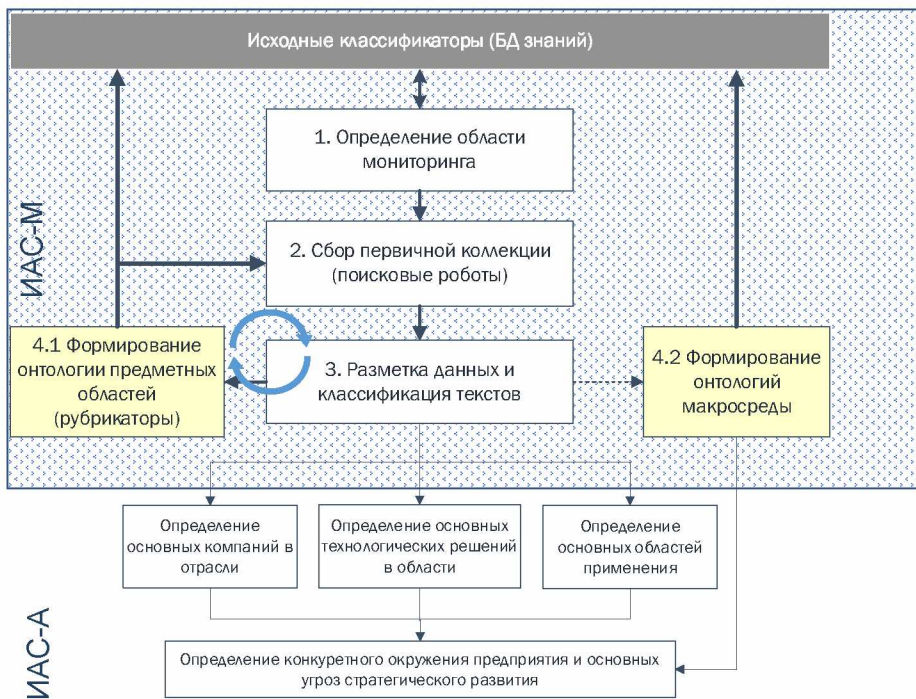 Исходные классификаторы (БД знаний)
1. Определение области
мониторинга
2. Сбор первичной коллекции
(поисковые роботы)
ИАС-М
4.1 Формирование
онтологии предметных
областей
(рубрикаторы)
3. Разметка данных и
классификация текстов
4.2 Формирование
онтологий
макросреды
Определение
основных компаний в
отрасли
Определение основных
технологических решений
в области
Определение
основных областей
применения
ИАС-А
Определение конкуретного окружения предприятия и основных
угроз стратегического развития